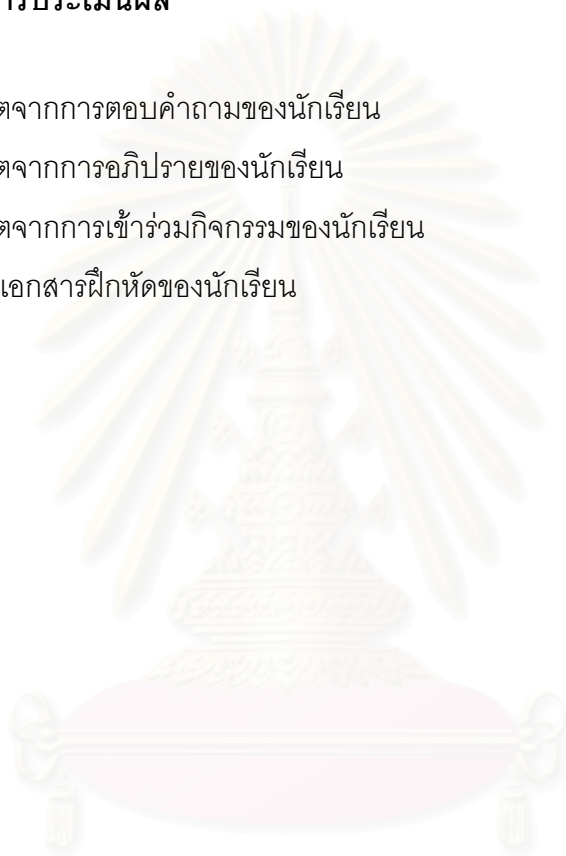 ารประเมินผล
ตจากการตอบคำถามของนักเรียน
ตจากการอภิปรายของนักเรียน
ตจากการเข้าร่วมกิจกรรมของนักเรียน
เอกสารฝึกหัดของนักเรียน